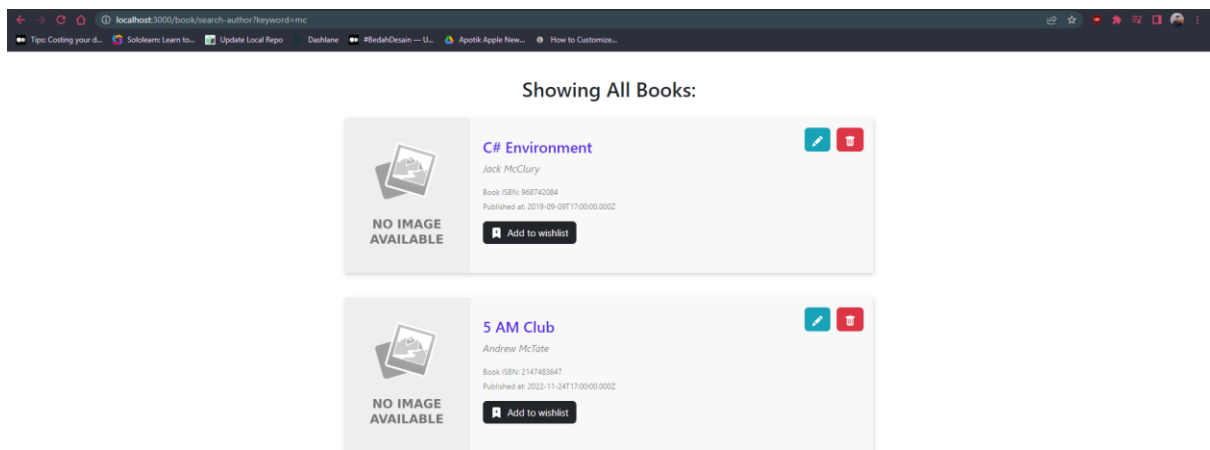 localhost:3000/book/search-author?keyword=mc
Tips: Costing your d...
Sololearn: Learn to...
Update Local Repo
Dashlane
#BedahDesain — U...
Apotik Apple New...
How to Customize...
Showing All Books:
C# Environment
Jack McClury
Book ISBN: 968742084
Published at: 2019-09-09T17:00:00.000Z
Add to wishlist
NO IMAGE
AVAILABLE
5 AM Club
Andrew McTate
Book ISBN: 2147483647
Published at: 2022-11-24T17:00:00.000Z
Add to wishlist
NO IMAGE
AVAILABLE